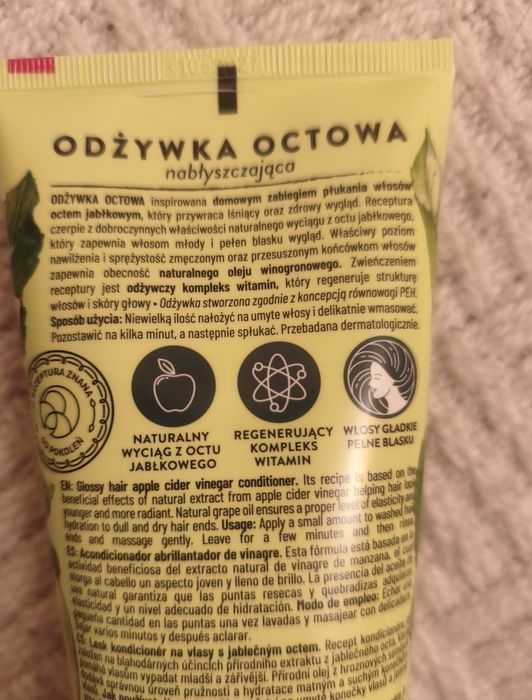 ODŻYWKA OCTOWA
nabłyszczająca
ODŻYWKA OCTOWA inspirowana domowym zabiegiem płukania włosów
octem jabłkowym, który przywraca lśniący oraz zdrowy wygląd. Receptura
czerpie z dobroczynnych właściwości naturalnego wyciągu z octu jabłkowego,
który zapewnia włosom młody i pełen blasku wygląd. Właściwy poziom
nawilżenia i sprężystość zmęczonym oraz przesuszonym końcówkom włosów
zapewnia obecność naturalnego oleju winogronowego. Zwieńczeniem
receptury jest odżywczy kompleks witamin, który regeneruje strukturę
włosów i skóry głowy • Odżywka stworzona zgodnie z koncepcją równowagi PEH.
Sposób użycia: Niewielką ilość nałożyć na umyte włosy i delikatnie wmasować.
Pozostawić na kilka minut, a następnie spłukać. Przebadana dermatologicznie.
RECEPTURA ZNANA
OD POKOLEŃ
NATURALNY
WYCIĄG Z OCTU
JABŁKOWEGO
REGENERUJĄCY
KOMPLEKS
WITAMIN
WŁOSY GŁADKIE
PEŁNE BLASKU
EN: Glossy hair apple cider vinegar conditioner. Its recipe is based on the
beneficial effects of natural extract from apple cider vinegar helping hair look
younger and more radiant. Natural grape oil ensures a proper level of elasticity and
hydration to dull and dry hair ends. Usage: Apply a small amount to washed hair
ends and massage gently. Leave for a few minutes and then rinse.
ES: Acondicionador abrillantador de vinagre. Esta fórmula está basada en la
actividad beneficiosa del extracto natural de vinagre de manzana, el cual
otorga al cabello un aspecto joven y lleno de brillo. La presencia del aceite de
uva natural garantiza que las puntas resecas y quebradizas adquieran
elasticidad y un nivel adecuado de hidratación. Modo de empleo: Echar una
pequeña cantidad en las puntas una vez lavadas y masajear con delicadeza.
Dejar varios minutos y después aclarar.
CS: Lesk kondicionér na vlasy s jablečným octem. Recept kondicionéru
založen na blahodárných účincích přírodního extraktu z jablečného octa,
pomáhá vlasům vypadat mladší a zářivější. Přírodní olej z hroznových
dodává správnou úroveň pružnosti a hydratace matným a suchým
vlasů.